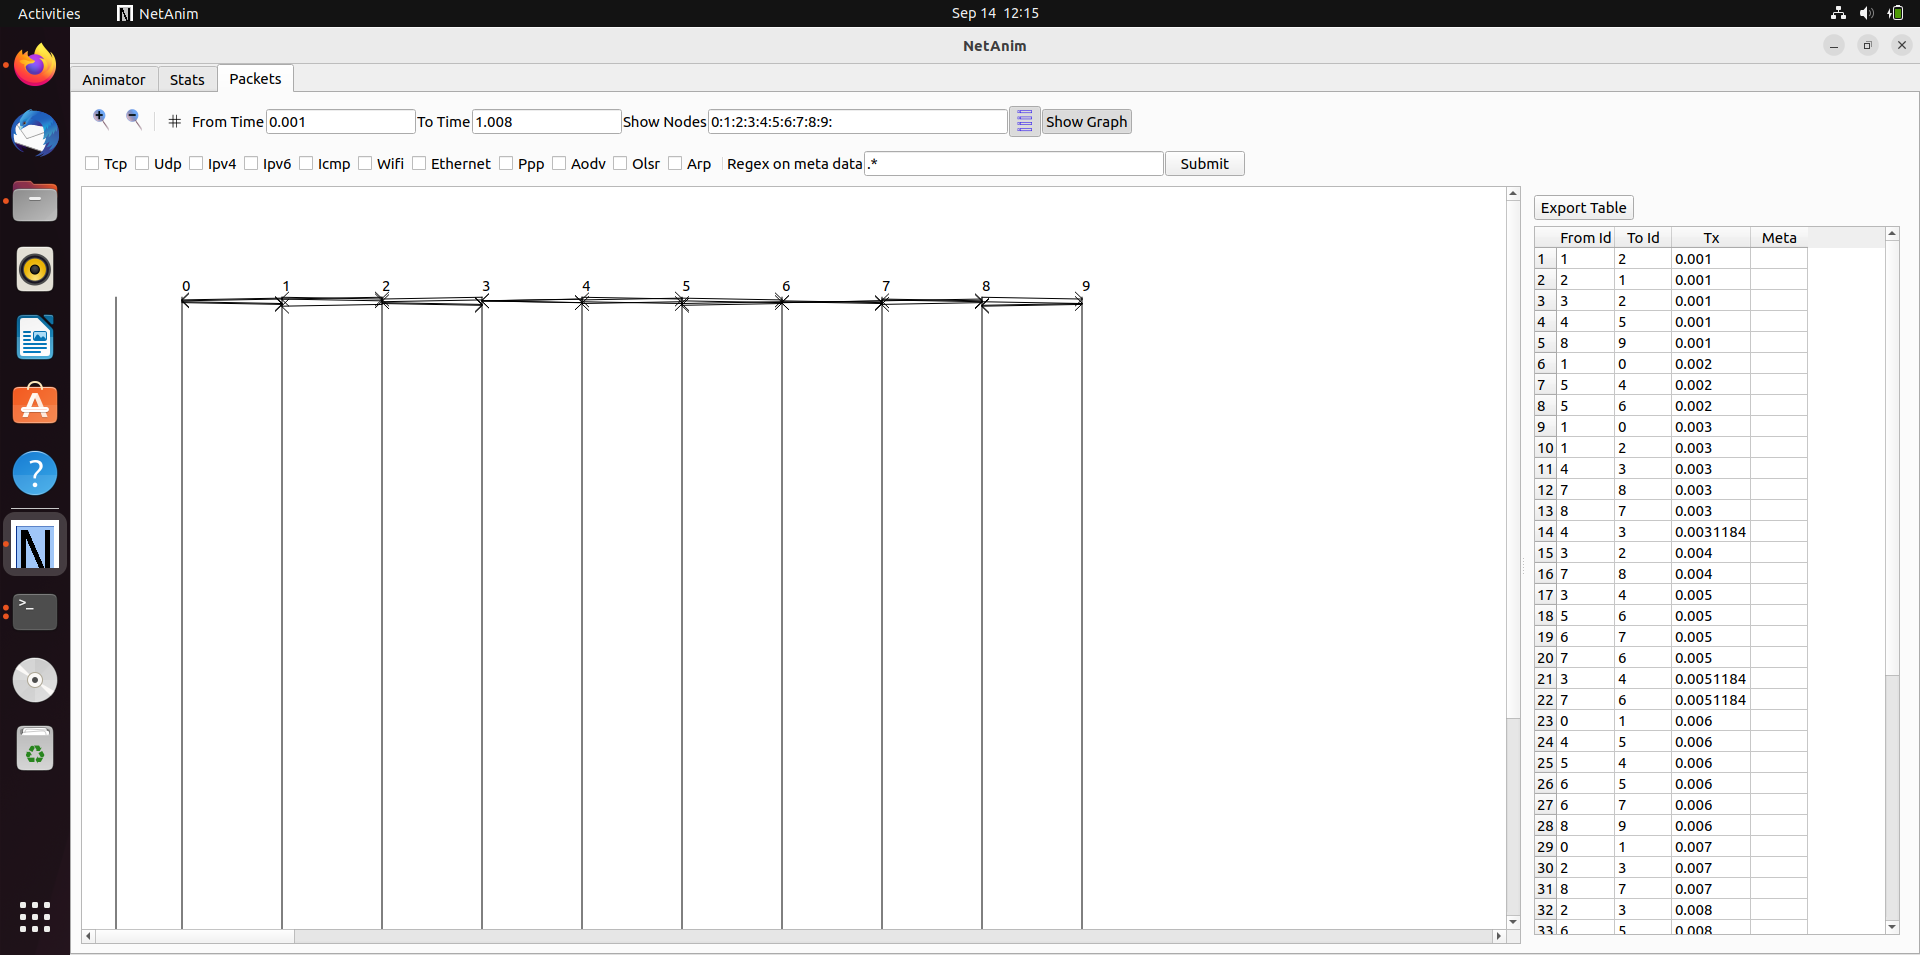 Activities NetAnim Sep 14 12:15
NetAnim
Animator Stats Packets
From Time 0.001 To Time 1.008 Show Nodes 0:1:2:3:4:5:6:7:8:9: Show Graph
Tcp Udp Ipv4 Ipv6 Icmp Wifi Ethernet Ppp Aodv Olsr Arp Regex on meta data .* Submit
Export Table
0 1 2 3 4 5 6 7 8 9
From Id To Id Tx Meta
1 1 2 0.001
2 2 1 0.001
3 3 2 0.001
4 4 5 0.001
5 8 9 0.001
6 1 0 0.002
7 5 4 0.002
8 5 6 0.002
9 1 0 0.003
10 1 2 0.003
11 4 3 0.003
12 7 8 0.003
13 8 7 0.003
14 4 3 0.0031184
15 3 2 0.004
16 7 8 0.004
17 3 4 0.005
18 5 6 0.005
19 6 7 0.005
20 7 6 0.005
21 3 4 0.0051184
22 7 6 0.0051184
23 0 1 0.006
24 4 5 0.006
25 5 4 0.006
26 6 5 0.006
27 6 7 0.006
28 8 9 0.006
29 0 1 0.007
30 2 3 0.007
31 8 7 0.007
32 2 3 0.008
33 6 5 0.008